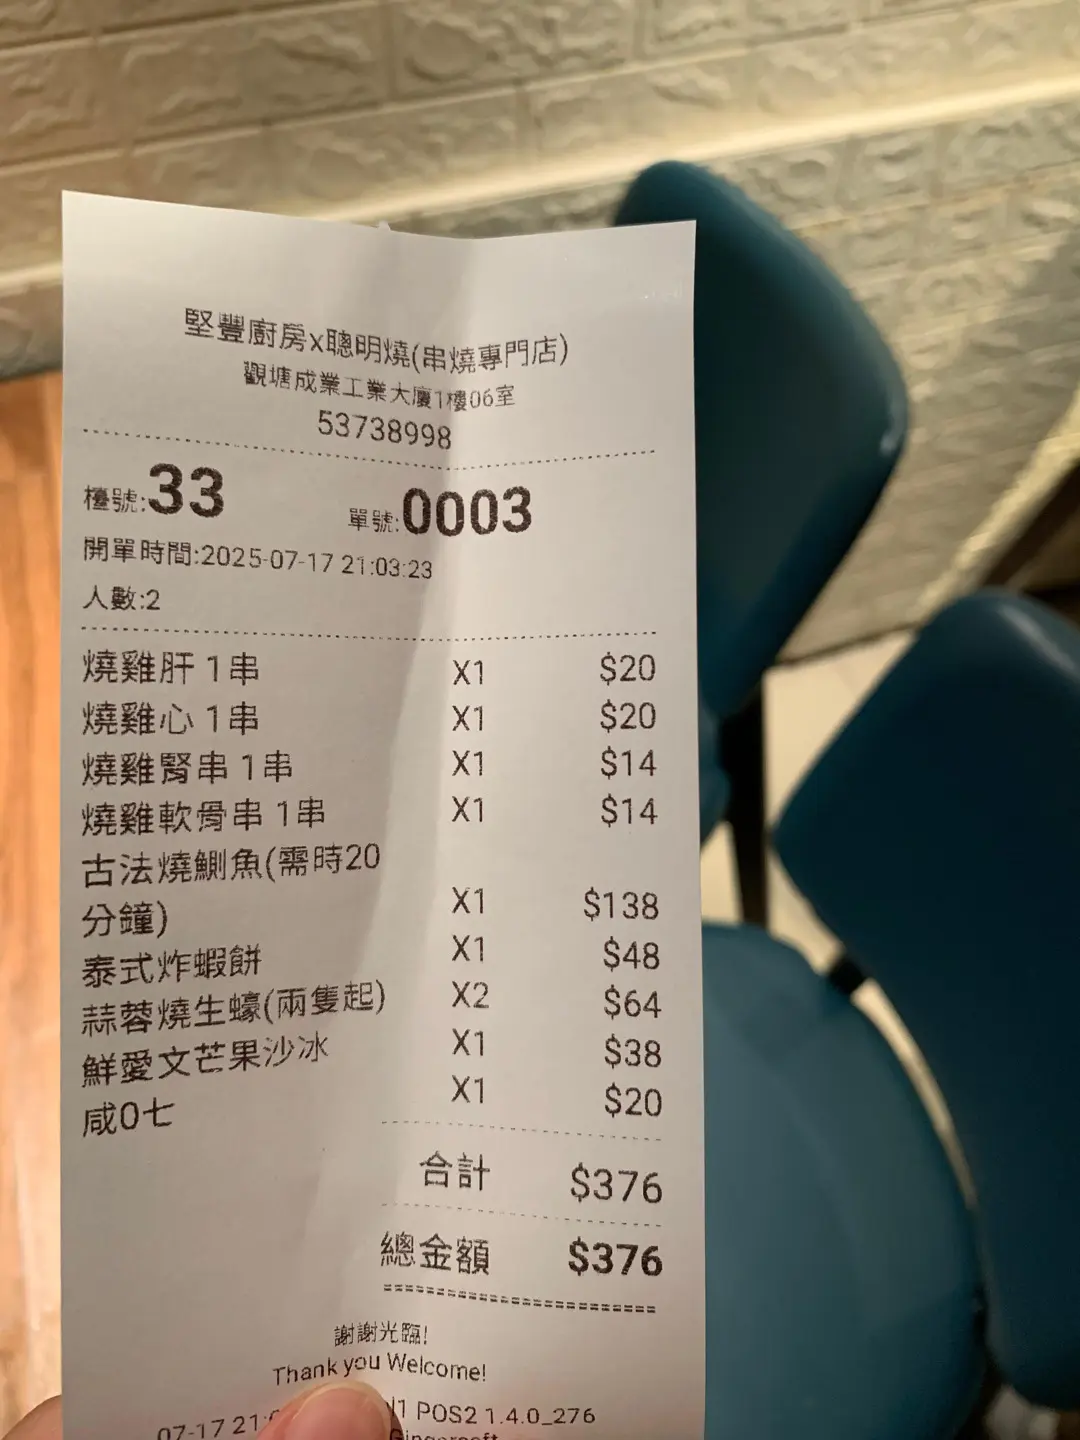 堅豐廚房x聰明燒(串燒專門店)
觀塘成業工業大廈1樓06室
53738998
檯號:33 單號:0003
開單時間:2025-07-17 21:03:23
人數:2
燒雞肝 1串 X1 $20
燒雞心 1串 X1 $20
燒雞腎串 1串 X1 $14
燒雞軟骨串 1串 X1 $14
古法燒鰂魚(需時20
分鐘) X1 $138
泰式炸蝦餅 X1 $48
蒜蓉燒生蠔(兩隻起) X2 $64
鮮愛文芒果沙冰 X1 $38
咸0七 X1 $20
合計 $376
總金額 $376
謝謝光臨!
Thank you Welcome!
07-17 POS2 1.4.0_276